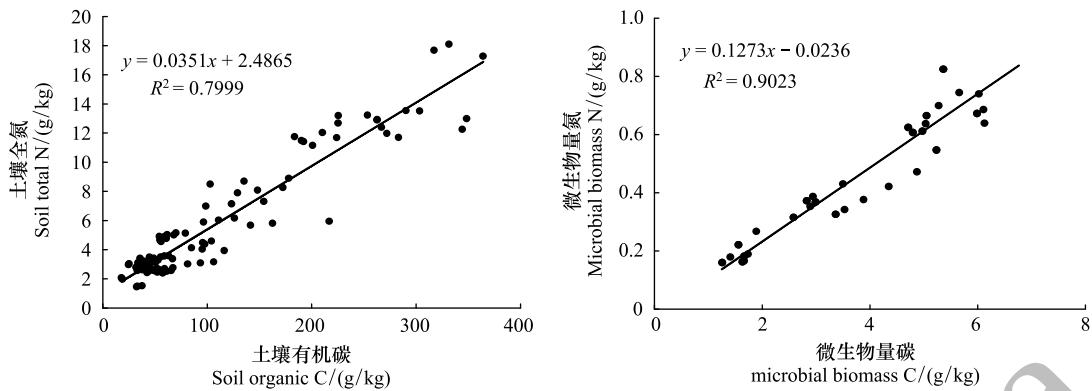 土壤全氮
Soil total N/(g/kg)
20
18
16
14
12
10
8
6
4
2
0
y = 0.0351x + 2.4865
R² = 0.7999
0 100 200 300 400
土壤有机碳
Soil organic C/(g/kg)
微生物量氮
Microbial biomass N/(g/kg)
1.0
0.8
0.6
0.4
0.2
0
y = 0.1273x − 0.0236
R² = 0.9023
0 2 4 6 8
微生物量碳
microbial biomass C/(g/kg)